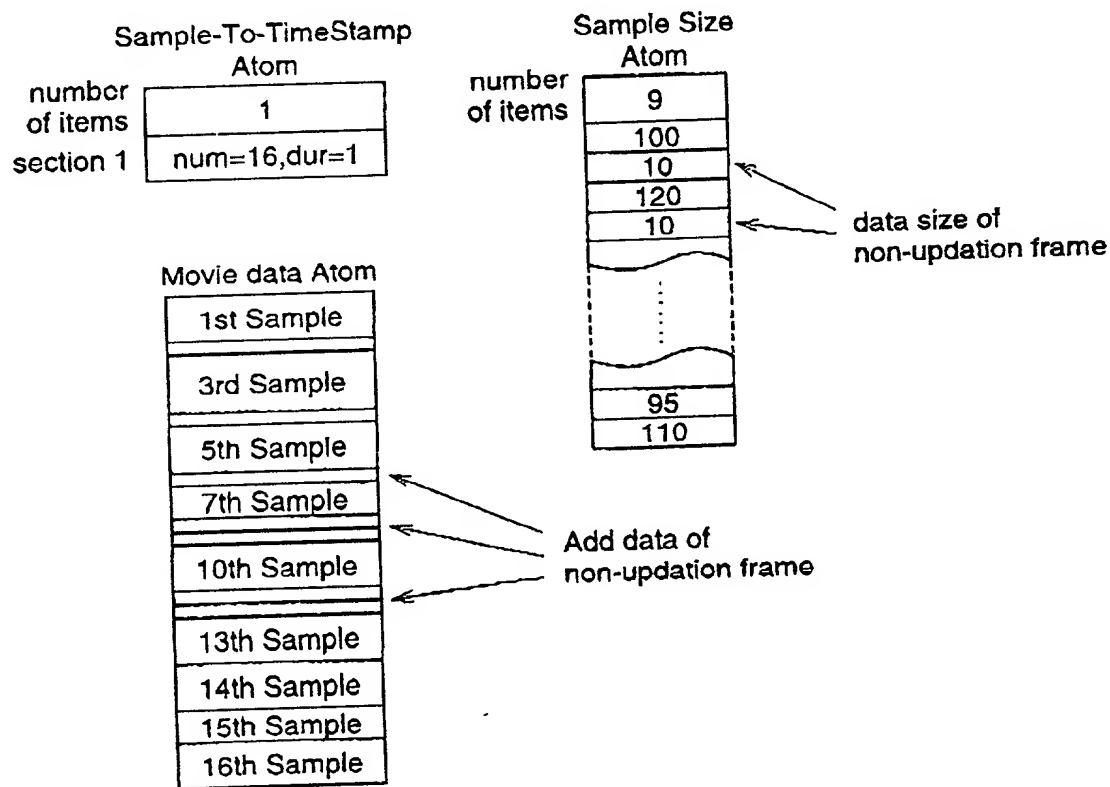 Sample-To-TimeStamp
Atom
number
of items
1
section 1
num=16,dur=1
Sample Size
Atom
number
of items
9
100
10
120
10
95
110
data size of
non-updation frame
Movie data Atom
1st Sample
3rd Sample
5th Sample
7th Sample
10th Sample
13th Sample
14th Sample
15th Sample
16th Sample
Add data of
non-updation frame